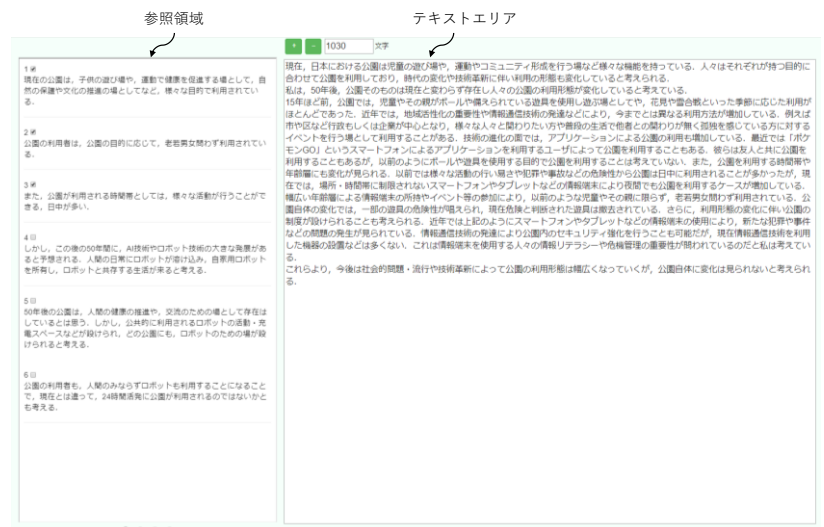 参照領域
テキストエリア
+ - 1030 文字
1
現在の公園は，子供の遊び場や，運動で健康を促進する場として，自
然の保護や文化の推進の場としてなど，様々な目的で利用されてい
る．
2
公園の利用者は，公園の目的に応じて，老若男女問わず利用されてい
る．
3
また，公園が利用される時間帯としては，様々な活動が行うことがで
きる，日中が多い．
4
しかし，この後の50年間に，AI技術やロボット技術の大きな発展があ
ると予想される．人間の日常にロボットが溶け込み，自家用ロボット
を所有し，ロボットと共存する生活が来ると考える．
5
50年後の公園は，人間の健康の推進や，交流のための場として存在は
しているとは思う．しかし，公共的に利用されるロボットの活動・充
電スペースなどが設けられ，どの公園にも，ロボットのための場が設
けられると考える．
6
公園の利用者も，人間のみならずロボットも利用することになること
で，現在とは違って，24時間活発に公園が利用されるのではないかと
も考える．
現在，日本における公園は児童の遊び場や，運動やコミュニティ形成を行う場など様々な機能を持っている．人々はそれぞれが持つ目的に
合わせて公園を利用しており，時代の変化や技術革新に伴い利用の形態も変化していると考えられる．
私は，50年後，公園そのものは現在と変わらず存在し人々の公園の利用形態が変化していると考えている．
15年ほど前，公園では，児童やその親がボールや備えられている遊具を使用し遊ぶ場としてや，花見や雪合戦といった季節に応じた利用が
ほとんどであった．近年では，地域活性化の重要性や情報通信技術の発達などにより，今までとは異なる利用方法が増加している．例えば
市や区など行政もしくは企業が中心となり，様々な人々と関わりたい方や普段の生活で他者との関わりが無く孤独を感じている方に対する
イベントを行う場として利用することがある．技術の進化の面では，アプリケーションによる公園の利用も増加している．最近では「ポケ
モンGO」というスマートフォンによるアプリケーションを利用するユーザによって公園を利用することもある．彼らは友人と共に公園を
利用することもあるが，以前のようにボールや遊具を使用する目的で公園を利用することは考えていない．また，公園を利用する時間帯や
年齢層にも変化が見られる．以前では様々な活動の行い易さや犯罪や事故などの危険性から公園は日中に利用されることが多かったが，現
在では，場所・時間帯に制限されないスマートフォンやタブレットなどの情報端末により夜間でも公園を利用するケースが増加している．
幅広い年齢層による情報端末の所持やイベント等の参加により，以前のような児童やその親に限らず，老若男女問わず利用されている．公
園自体の変化では，一部の遊具の危険性が唱えられ，現在危険と判断された遊具は撤去されている．さらに，利用形態の変化に伴い公園の
制度が設けられることも考えられる．近年では上記のようにスマートフォンやタブレットなどの情報端末の使用により，新たな犯罪や事件
などの問題の発生が見られている．情報通信技術の発達により公園内のセキュリティ強化を行うことも可能だが，現在情報通信技術を利用
した機器の設置などは多くない．これは情報端末を使用する人々の情報リテラシーや危機管理の重要性が問われているのだと私は考えてい
る．
これらより，今後は社会的問題・流行や技術革新によって公園の利用形態は幅広くなっていくが，公園自体に変化は見られないと考えられ
る．